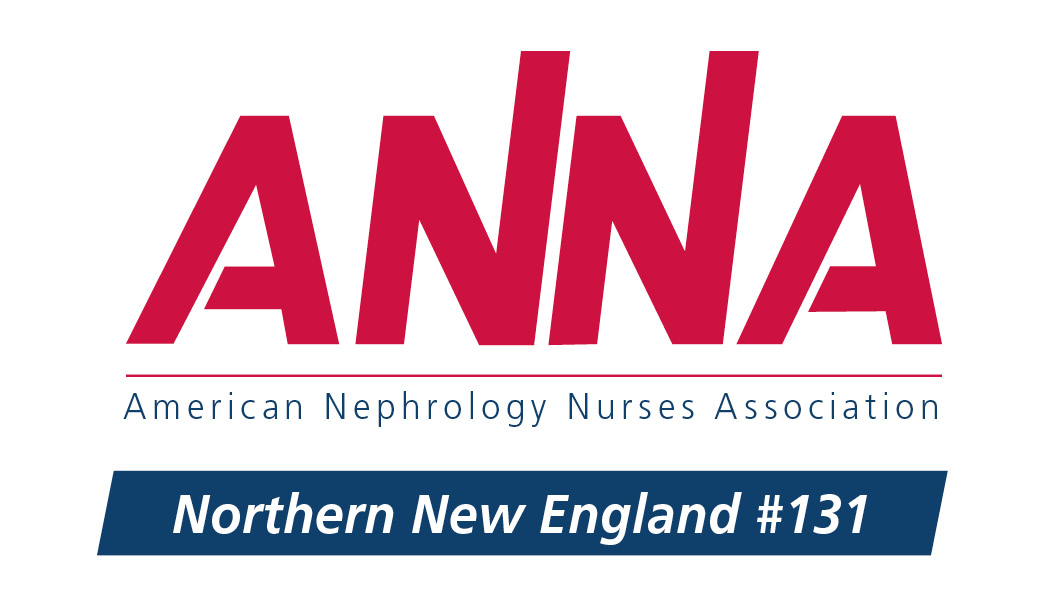 ANNA
American Nephrology Nurses Association
Northern New England #131